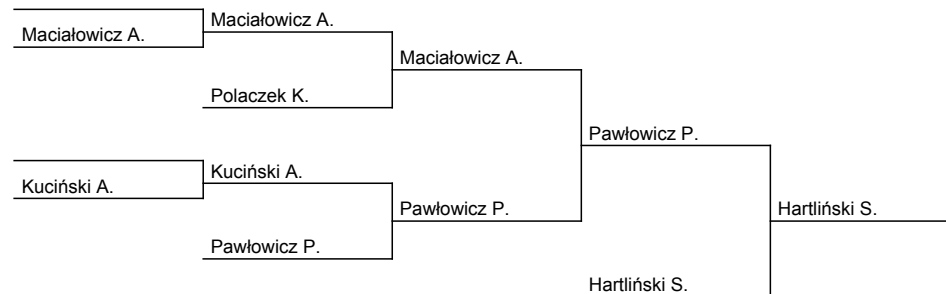 Maciałowicz A.
Maciałowicz A.
Maciałowicz A.
Polaczek K.
Pawłowicz P.
Kuciński A.
Kuciński A.
Pawłowicz P.
Hartliński S.
Pawłowicz P.
Hartliński S.